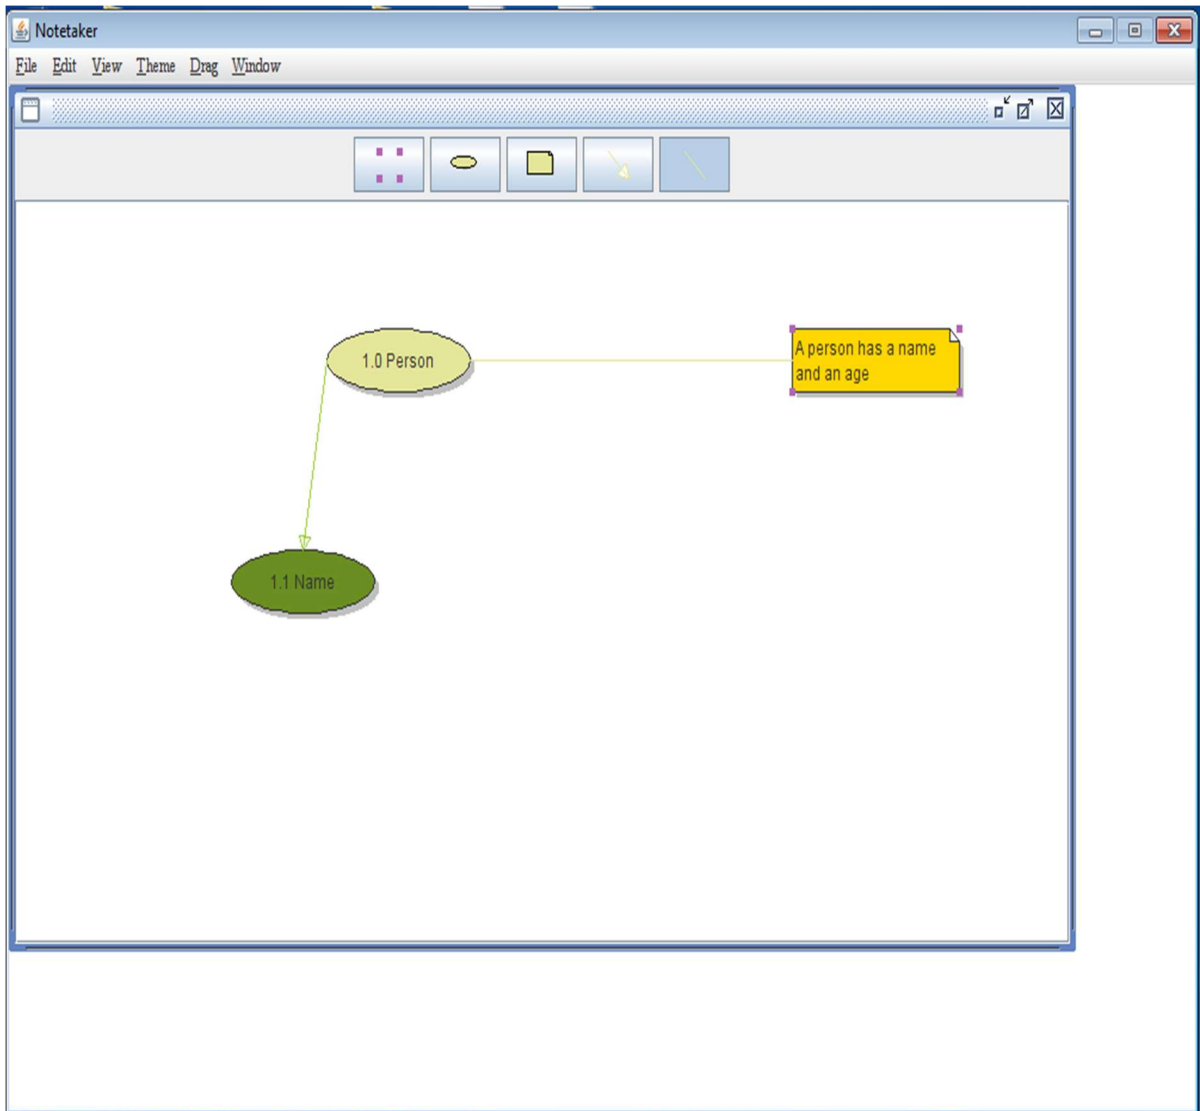 Notetaker
File Edit View Theme Drag Window
1.0 Person
A person has a name
and an age
1.1 Name